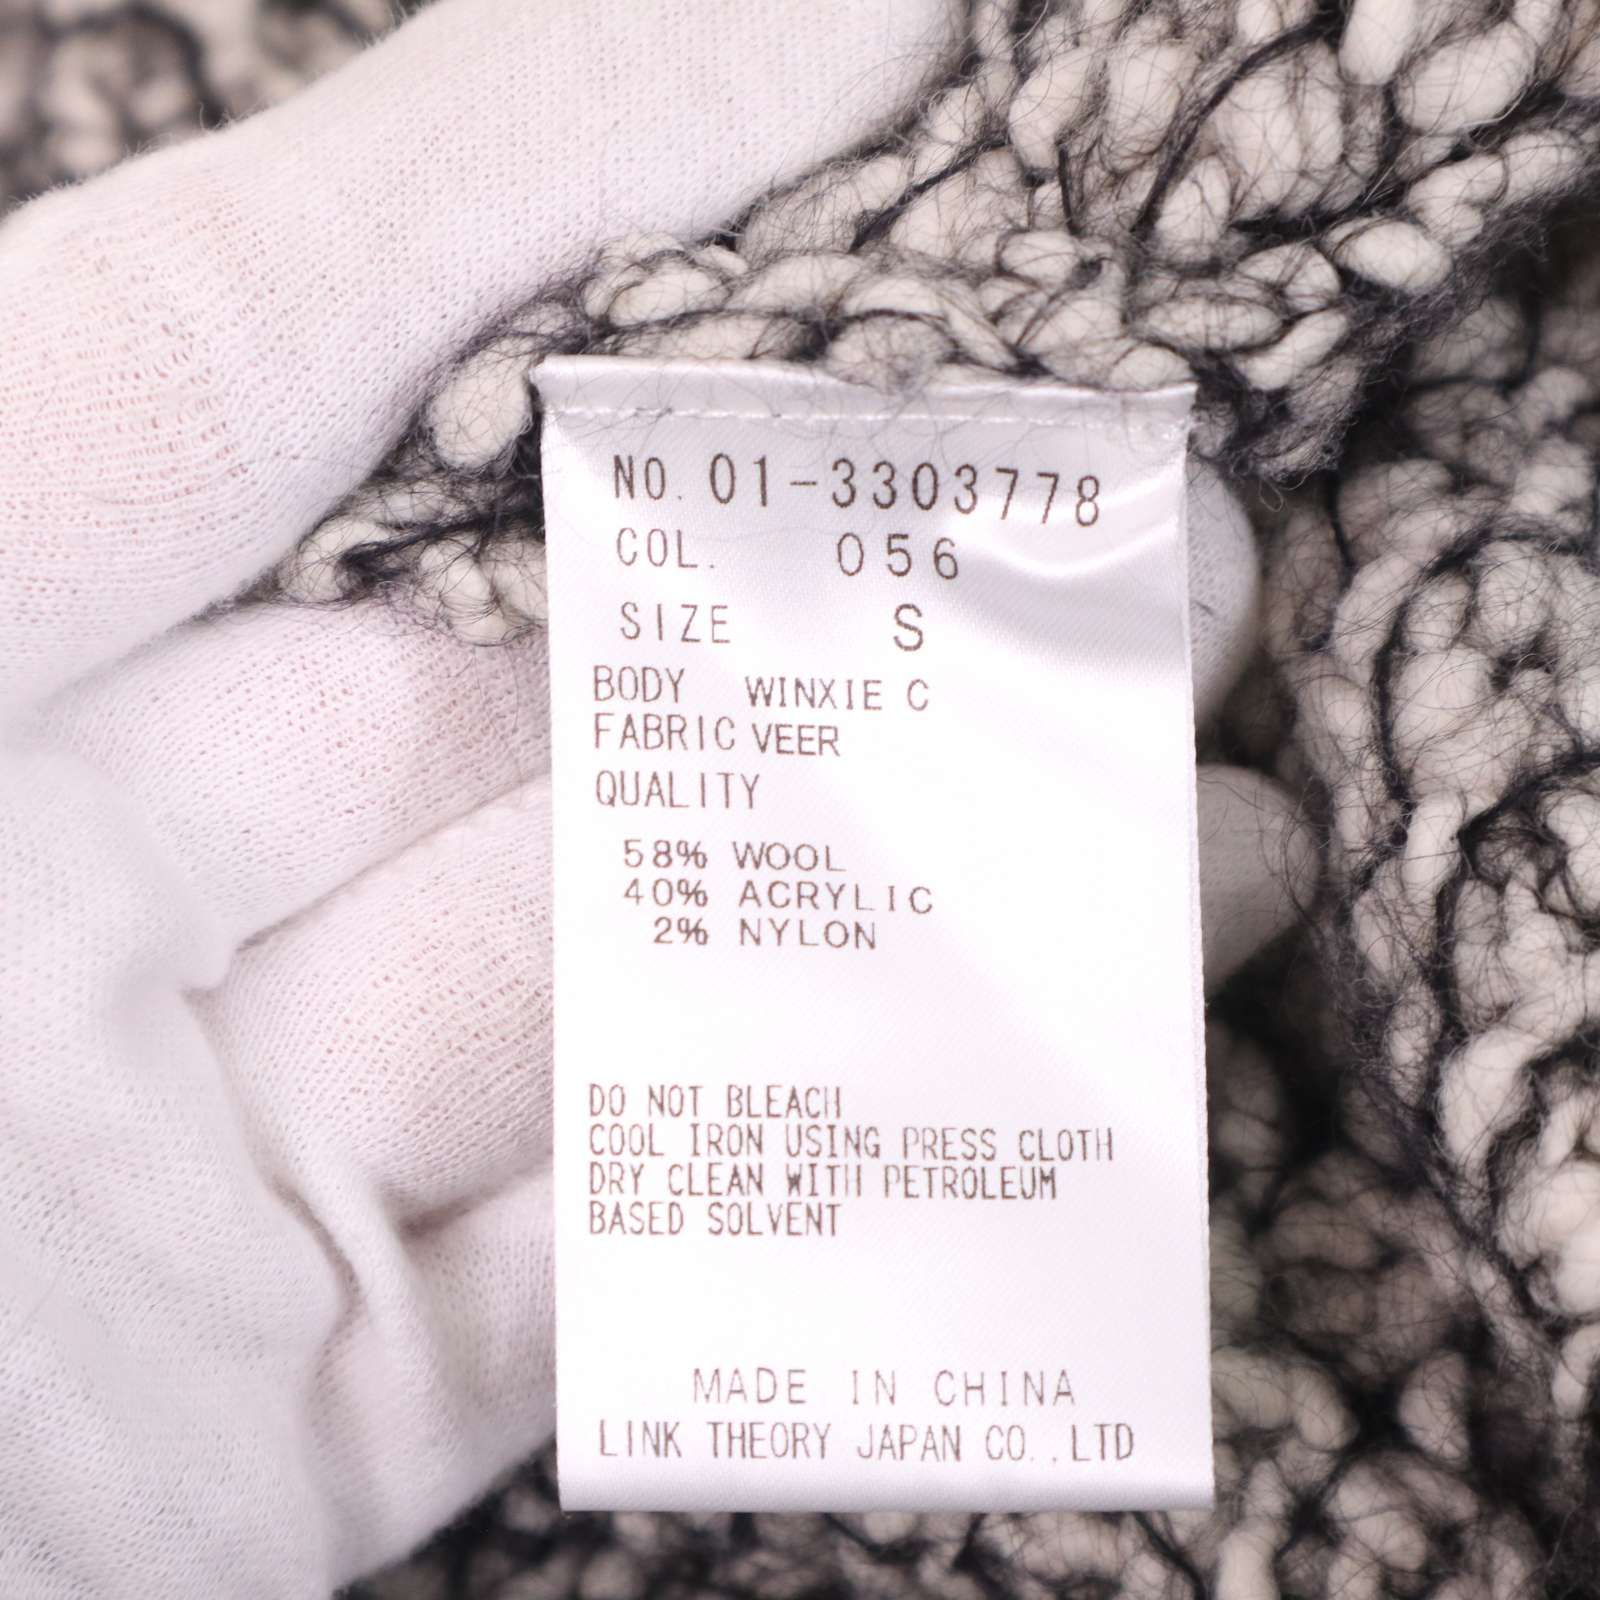 NO. 01-3303778
COL. 056
SIZE S
BODY WINXIE C
FABRIC VEER
QUALITY
58% WOOL
40% ACRYLIC
2% NYLON
DO NOT BLEACH
COOL IRON USING PRESS CLOTH
DRY CLEAN WITH PETROLEUM
BASED SOLVENT
MADE IN CHINA
LINK THEORY JAPAN CO.,LTD